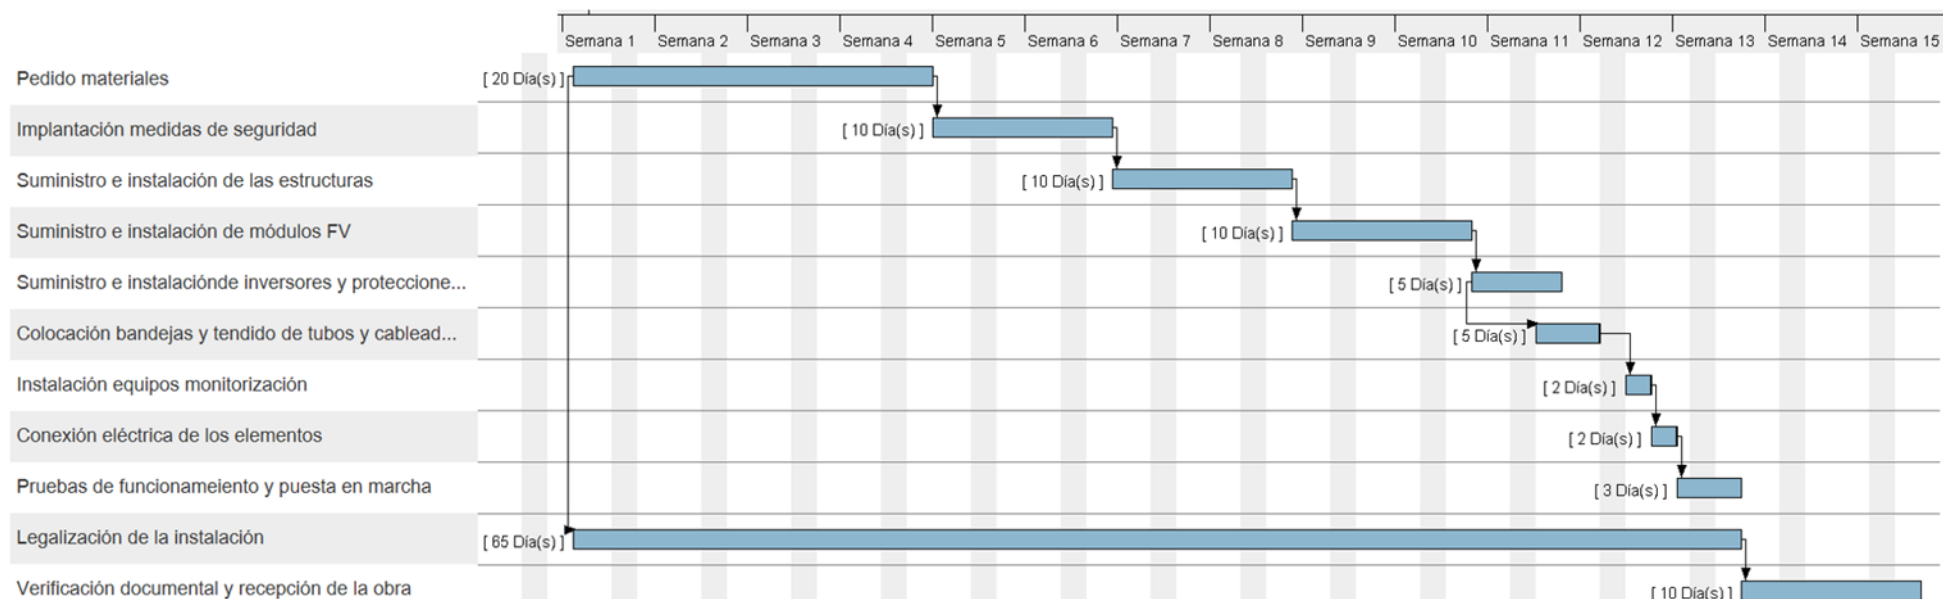 Semana 1 Semana 2 Semana 3 Semana 4 Semana 5 Semana 6 Semana 7 Semana 8 Semana 9 Semana 10 Semana 11 Semana 12 Semana 13 Semana 14 Semana 15
Pedido materiales [ 20 Día(s) ]
Implantación medidas de seguridad [ 10 Día(s) ]
Suministro e instalación de las estructuras [ 10 Día(s) ]
Suministro e instalación de módulos FV [ 10 Día(s) ]
Suministro e instalaciónde inversores y proteccione... [ 5 Día(s) ]
Colocación bandejas y tendido de tubos y cablead... [ 5 Día(s) ]
Instalación equipos monitorización [ 2 Día(s) ]
Conexión eléctrica de los elementos [ 2 Día(s) ]
Pruebas de funcionameiento y puesta en marcha [ 3 Día(s) ]
Legalización de la instalación [ 65 Día(s) ]
Verificación documental y recepción de la obra [ 10 Día(s) ]